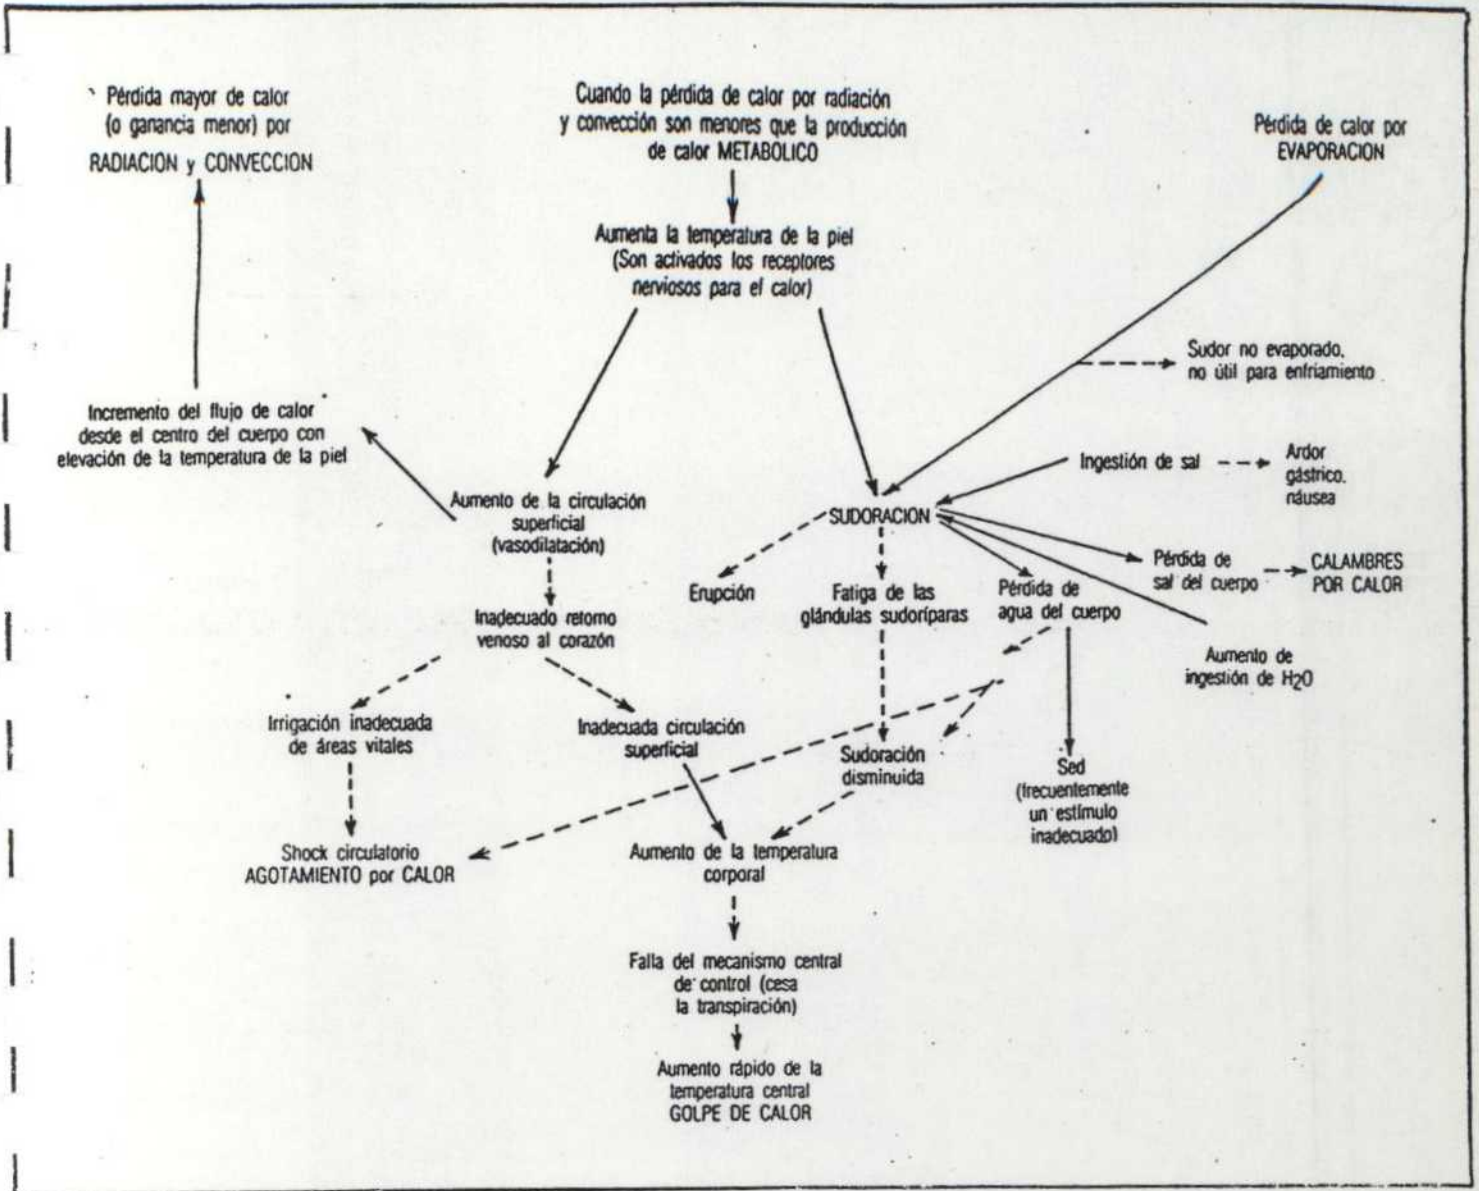 Pérdida mayor de calor
(o ganancia menor) por
RADIACION y CONVECCION
Cuando la pérdida de calor por radiación
y convección son menores que la producción
de calor METABOLICO
Pérdida de calor por
EVAPORACION
Aumenta la temperatura de la piel
(Son activados los receptores
nerviosos para el calor)
Sudor no evaporado,
no útil para enfriamiento
Incremento del flujo de calor
desde el centro del cuerpo con
elevación de la temperatura de la piel
Ingestión de sal
Ardor
gástrico.
náusea
Aumento de la circulación
superficial
(vasodilatación)
SUDORACION
Pérdida de
sal del cuerpo
CALAMBRES
POR CALOR
Erupción
Fatiga de las
glándulas sudoríparas
Pérdida de
agua del cuerpo
Inadecuado retorno
venoso al corazón
Aumento de
ingestión de H2O
Irrigación inadecuada
de áreas vitales
Inadecuada circulación
superficial
Sudoración
disminuida
Sed
(frecuentemente
un estímulo
inadecuado)
Shock circulatorio
AGOTAMIENTO por CALOR
Aumento de la temperatura
corporal
Falla del mecanismo central
de control (cesa
la transpiración)
Aumento rápido de la
temperatura central
GOLPE DE CALOR